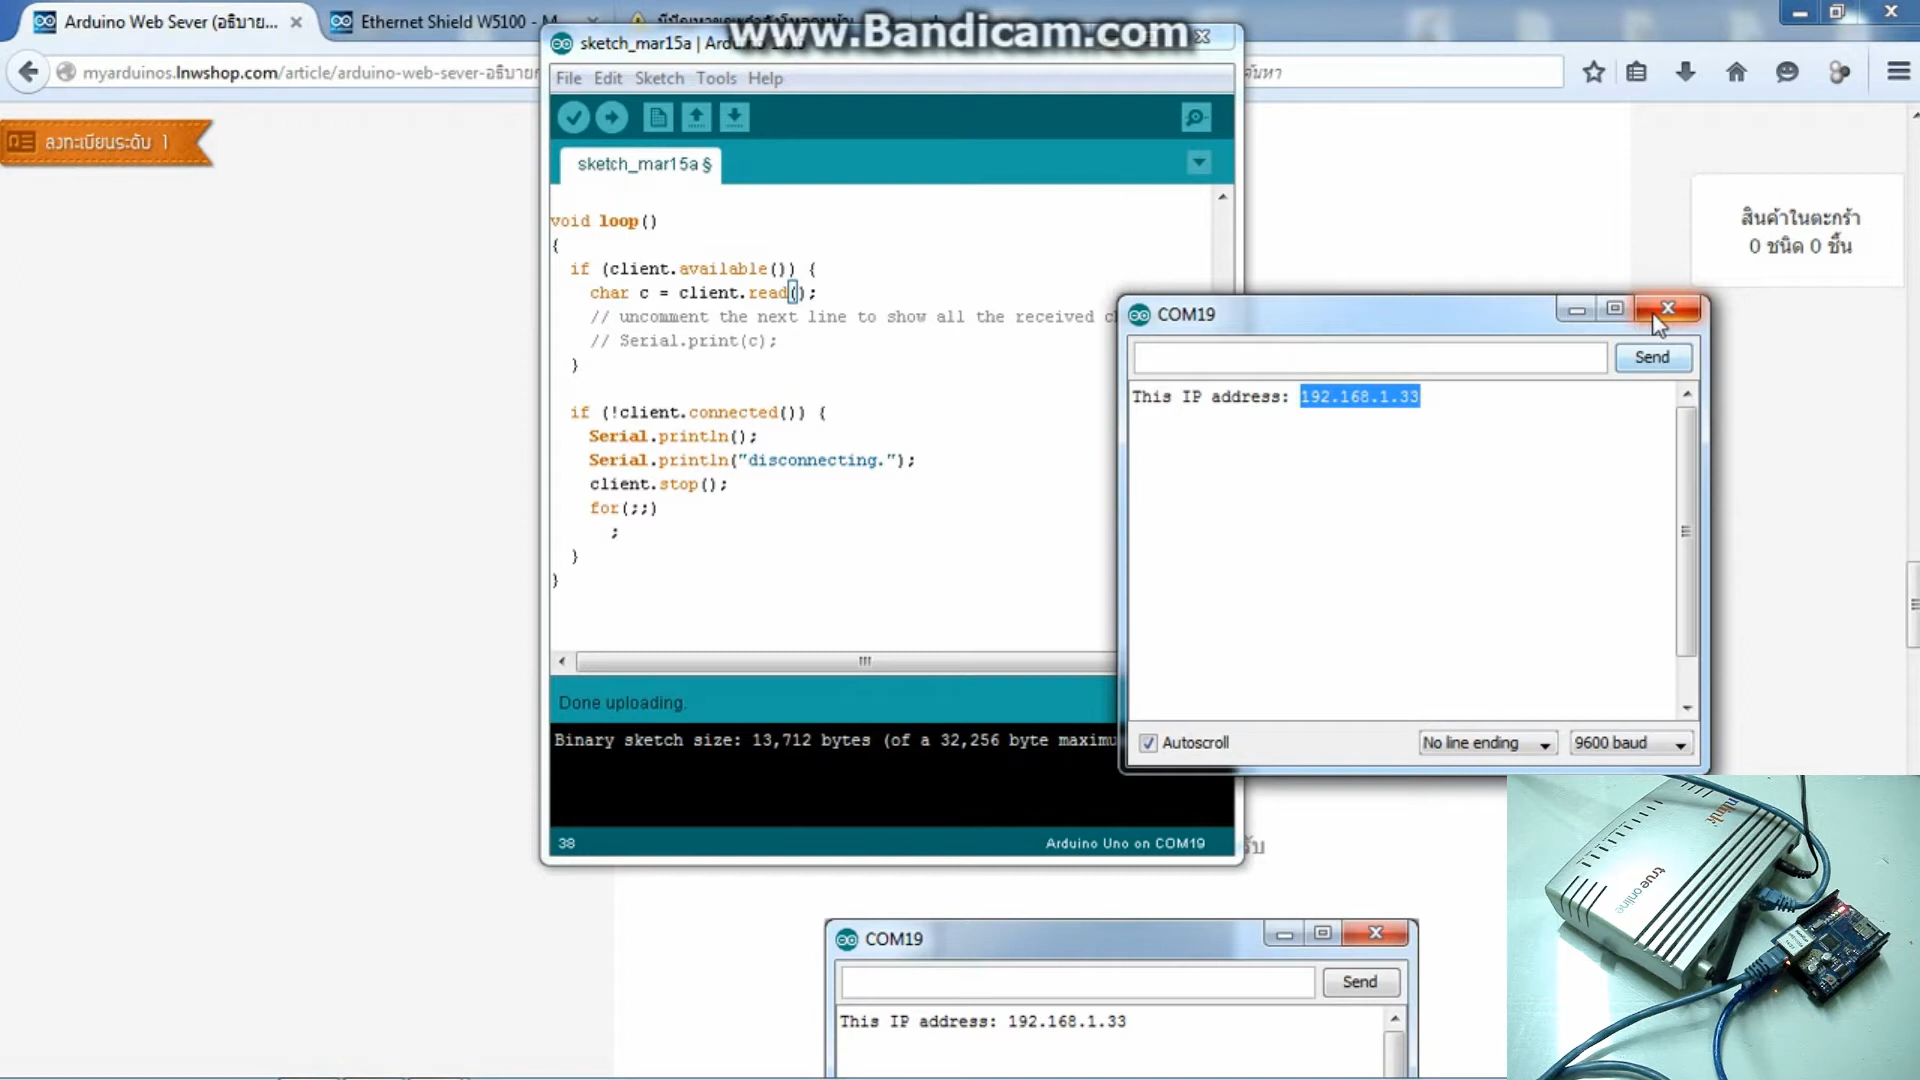 Arduino Web Sever (อธิบาย...
Ethernet Shield W5100 - M
www.Bandicam.com
myarduinos.lnwshop.com/article/arduino-web-sever-อธิบาย
ค้นหา
ลงทะเบียนระดับ 1
สินค้าในตะกร้า
0 ชนิด 0 ชิ้น
sketch_mar15a | Ardu
File Edit Sketch Tools Help
sketch_mar15a §
void loop()
{
if (client.available()) {
char c = client.read();
// uncomment the next line to show all the received
// Serial.print(c);
}
if (!client.connected()) {
Serial.println();
Serial.println("disconnecting.");
client.stop();
for(;;)
;
}
}
Done uploading.
Binary sketch size: 13,712 bytes (of a 32,256 byte maximu
38
Arduino Uno on COM19
COM19
Send
This IP address: 192.168.1.33
Autoscroll
No line ending
9600 baud
true online
COM19
Send
This IP address: 192.168.1.33